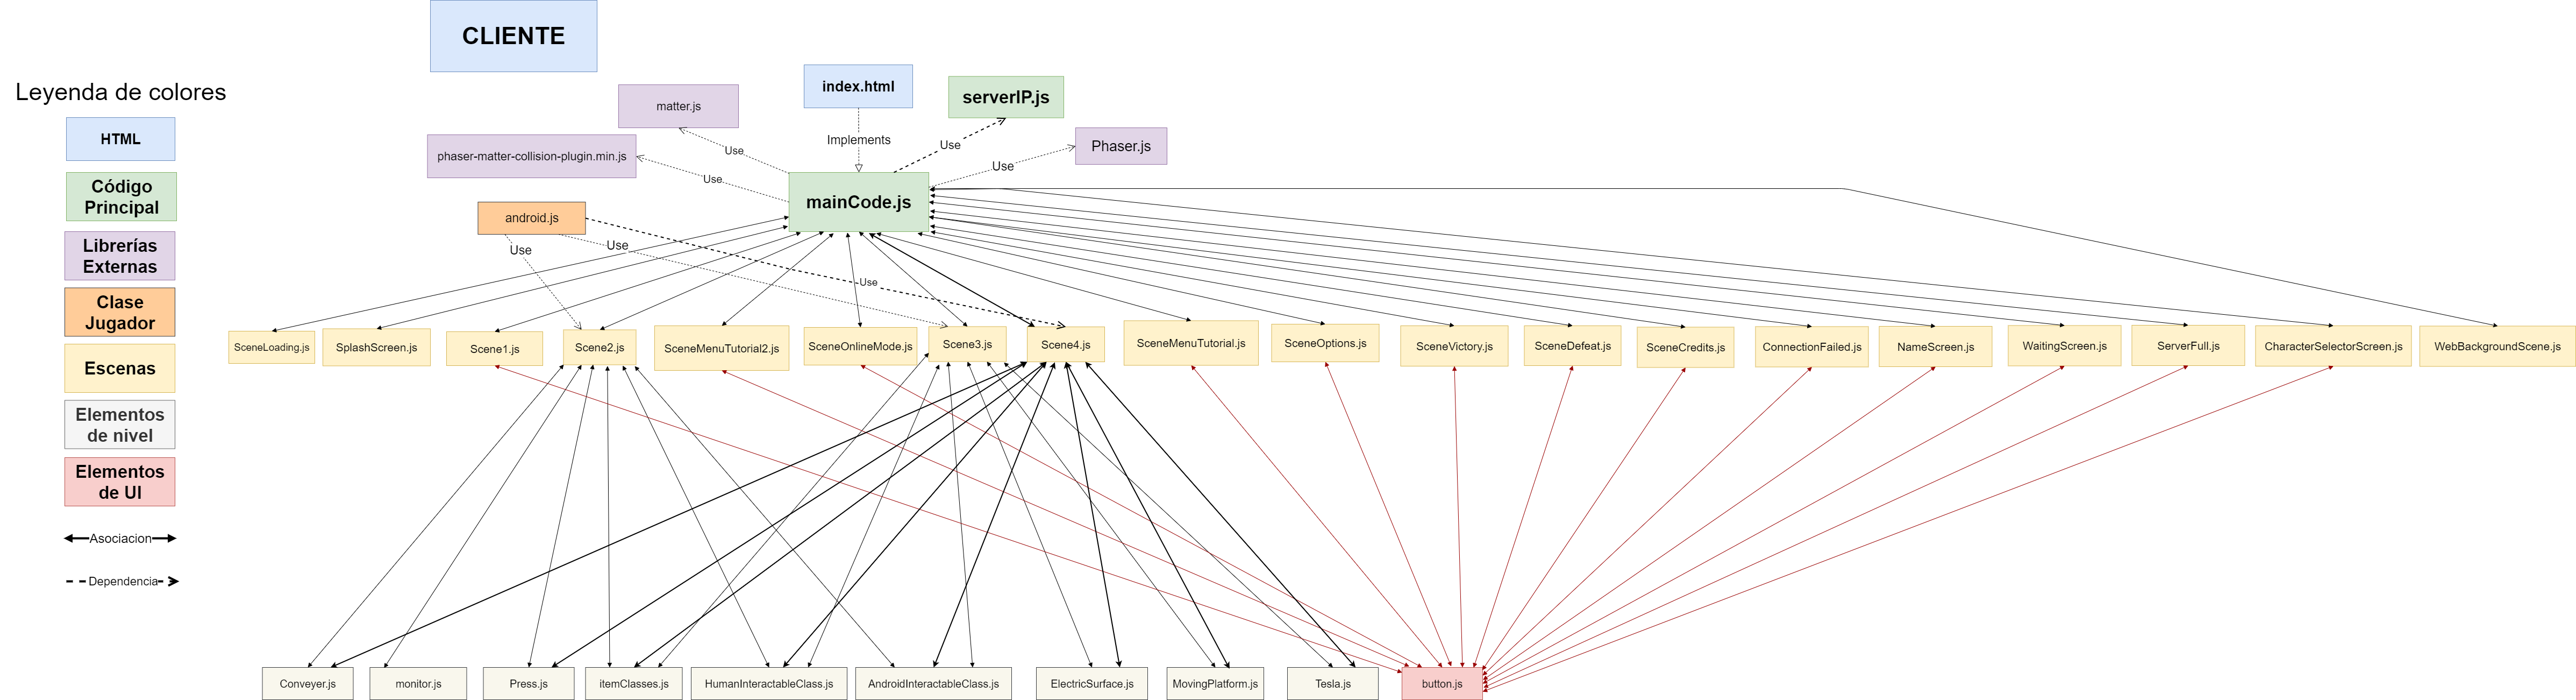 CLIENTE
Leyenda de colores
HTML
Código
Principal
Librerías
Externas
Clase
Jugador
Escenas
Elementos
de nivel
Elementos
de UI
Asociacion
Dependencia
index.html
serverIP.js
matter.js
phaser-matter-collision-plugin.min.js
Phaser.js
Implements
Use
Use
Use
Use
mainCode.js
android.js
Use
Use
Use
SceneLoading.js
SplashScreen.js
Scene1.js
Scene2.js
SceneMenuTutorial2.js
SceneOnlineMode.js
Scene3.js
Scene4.js
SceneMenuTutorial.js
SceneOptions.js
SceneVictory.js
SceneDefeat.js
SceneCredits.js
ConnectionFailed.js
NameScreen.js
WaitingScreen.js
ServerFull.js
CharacterSelectorScreen.js
WebBackgroundScene.js
Conveyer.js
monitor.js
Press.js
itemClasses.js
HumanInteractableClass.js
AndroidInteractableClass.js
ElectricSurface.js
MovingPlatform.js
Tesla.js
button.js